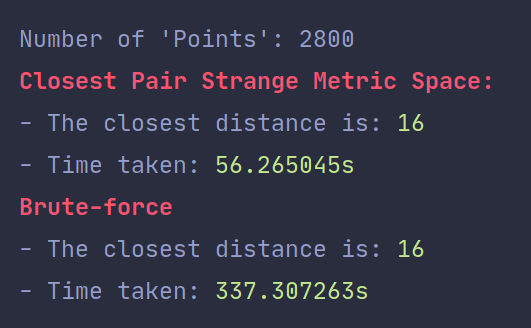 Number of 'Points': 2800
Closest Pair Strange Metric Space:
- The closest distance is: 16
- Time taken: 56.265045s
Brute-force
- The closest distance is: 16
- Time taken: 337.307263s